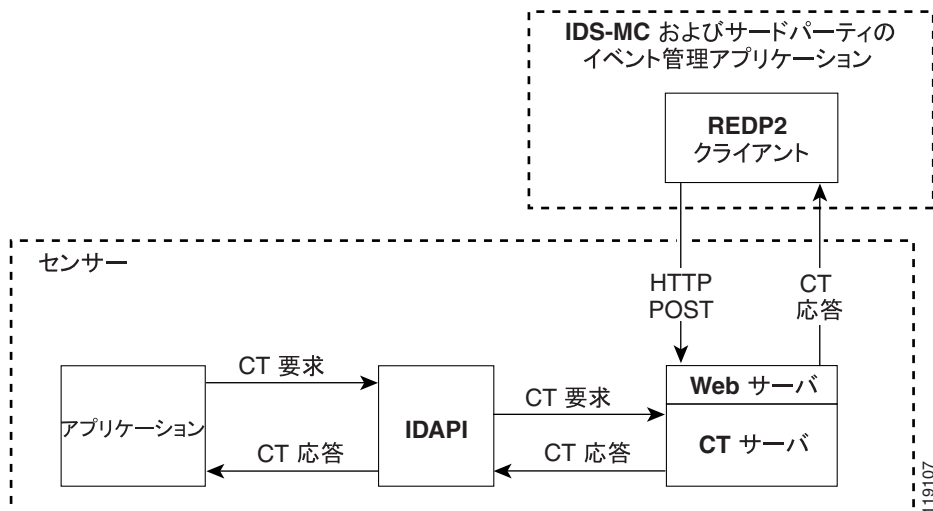 IDS-MC およびサードパーティの
イベント管理アプリケーション
REDP2
クライアント
センサー
HTTP
POST
CT
応答
CT 要求
アプリケーション
CT 応答
IDAPI
CT 要求
CT 応答
Web サーバ
CT サーバ
119107